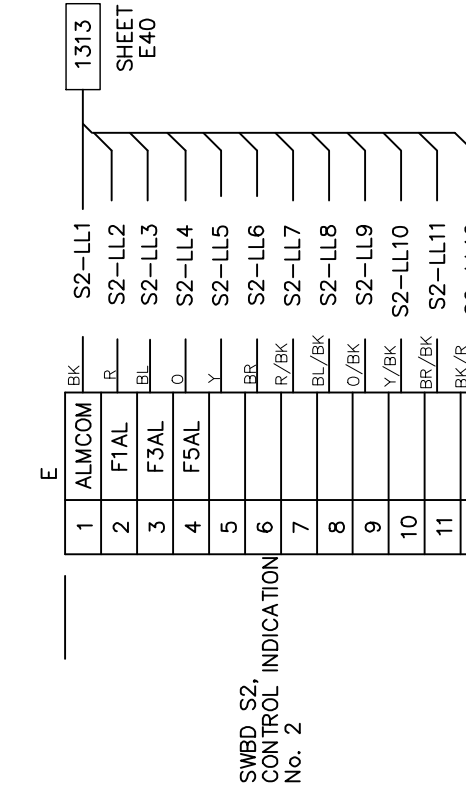 1313
SHEET
E40
E
1 ALMCOM BK S2-LL1
2 F1AL R S2-LL2
3 F3AL BL S2-LL3
4 F5AL O S2-LL4
5 Y S2-LL5
6 BR S2-LL6
7 R/BK S2-LL7
8 BL/BK S2-LL8
9 O/BK S2-LL9
10 Y/BK S2-LL10
11 BR/BK S2-LL11
BK/R
SWBD S2,
CONTROL INDICATION
No. 2